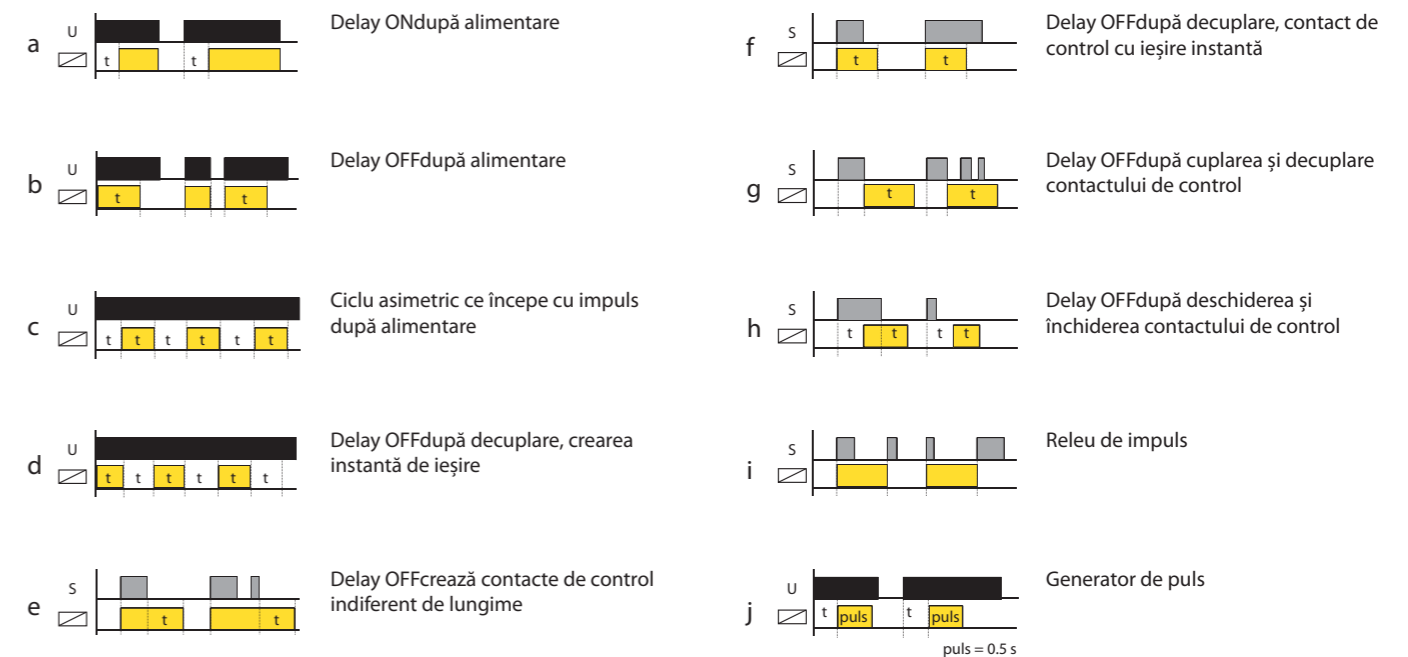 a
U
t
t
Delay ONdupă alimentare
b
U
t
t
Delay OFFdupă alimentare
c
U
t t t t t t
Ciclu asimetric ce începe cu impuls
după alimentare
d
U
t t t t t t
Delay OFFdupă decuplare, crearea
instantă de ieșire
e
S
t
t
Delay OFFcrează contacte de control
indiferent de lungime
f
S
t
t
Delay OFFdupă decuplare, contact de
control cu ieșire instantă
g
S
t
t
Delay OFFdupă cuplarea și decuplare
contactului de control
h
S
t t t t
Delay OFFdupă deschiderea și
închiderea contactului de control
i
S
Releu de impuls
j
U
t puls t puls
Generator de puls
puls = 0.5 s